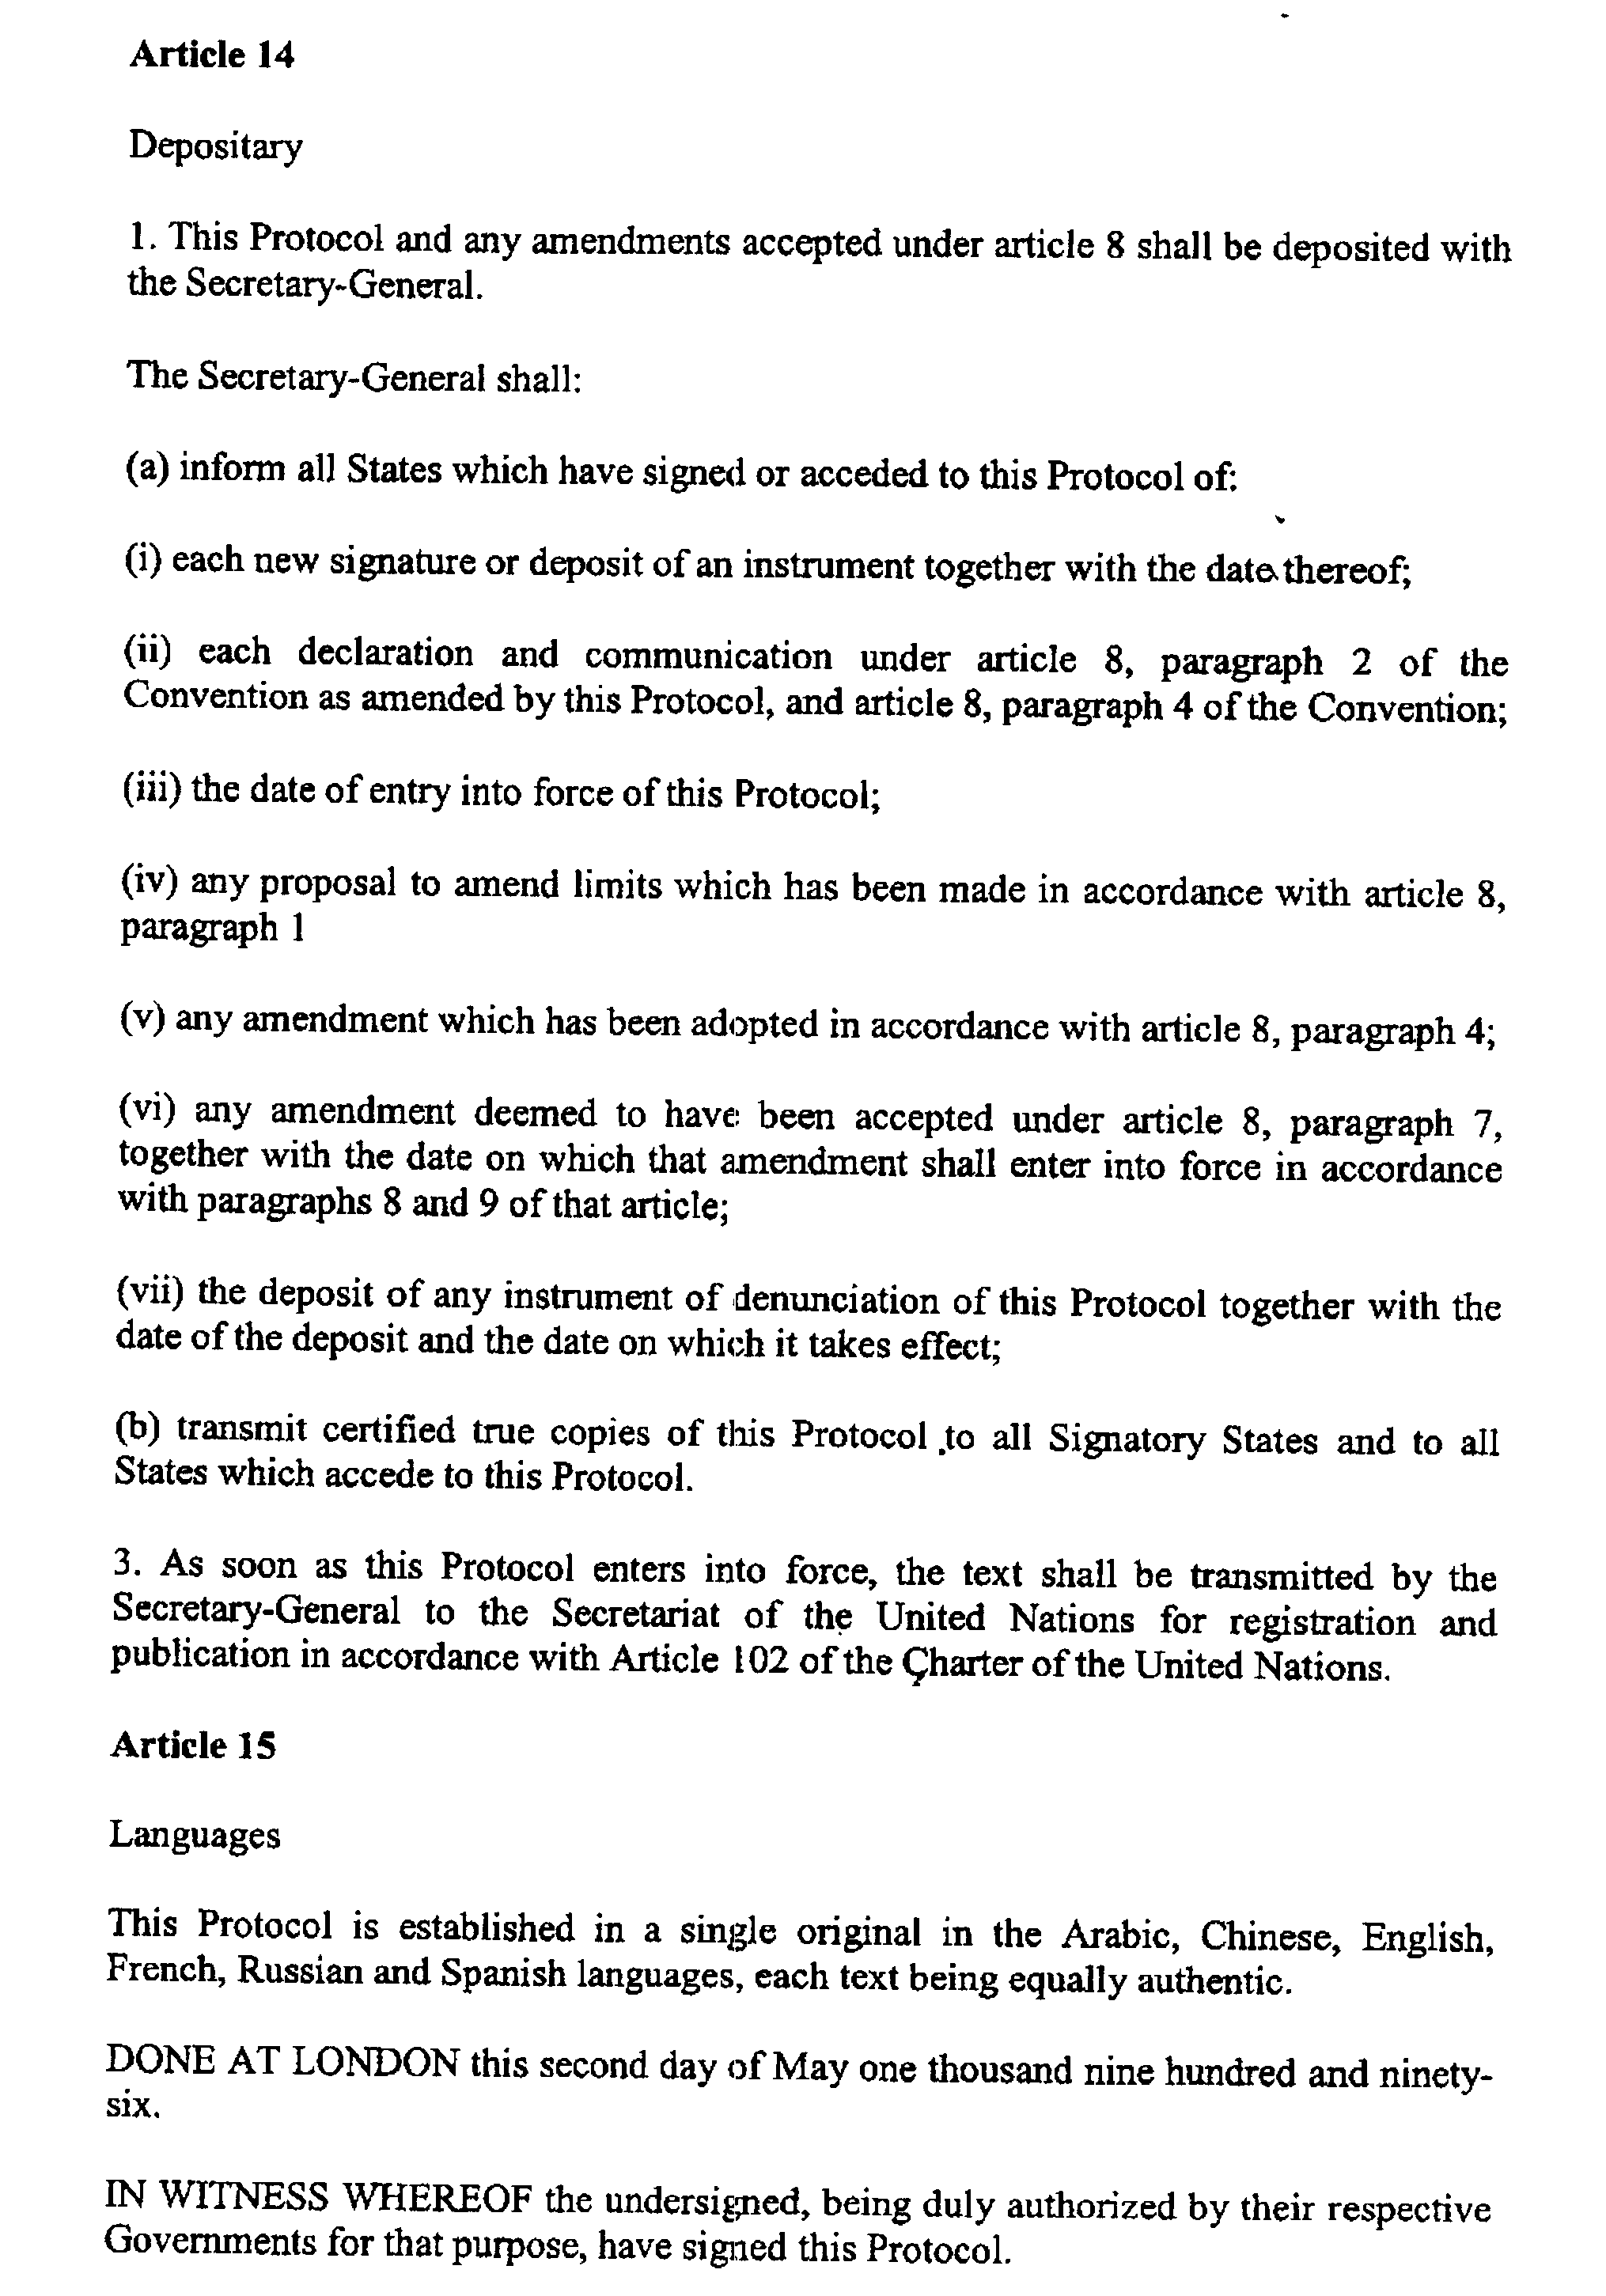 Article 14
Depositary
1. This Protocol and any amendments accepted under article 8 shall be deposited with
the Secretary-General.
The Secretary-General shall:
(a) inform all States which have signed or acceded to this Protocol of:
(i) each new signature or deposit of an instrument together with the date thereof;
(ii) each declaration and communication under article 8, paragraph 2 of the
Convention as amended by this Protocol, and article 8, paragraph 4 of the Convention;
(iii) the date of entry into force of this Protocol;
(iv) any proposal to amend limits which has been made in accordance with article 8,
paragraph 1
(v) any amendment which has been adopted in accordance with article 8, paragraph 4;
(vi) any amendment deemed to have been accepted under article 8, paragraph 7,
together with the date on which that amendment shall enter into force in accordance
with paragraphs 8 and 9 of that article;
(vii) the deposit of any instrument of denunciation of this Protocol together with the
date of the deposit and the date on which it takes effect;
(b) transmit certified true copies of this Protocol to all Signatory States and to all
States which accede to this Protocol.
3. As soon as this Protocol enters into force, the text shall be transmitted by the
Secretary-General to the Secretariat of the United Nations for registration and
publication in accordance with Article 102 of the Charter of the United Nations.
Article 15
Languages
This Protocol is established in a single original in the Arabic, Chinese, English,
French, Russian and Spanish languages, each text being equally authentic.
DONE AT LONDON this second day of May one thousand nine hundred and ninety-
six.
IN WITNESS WHEREOF the undersigned, being duly authorized by their respective
Governments for that purpose, have signed this Protocol.